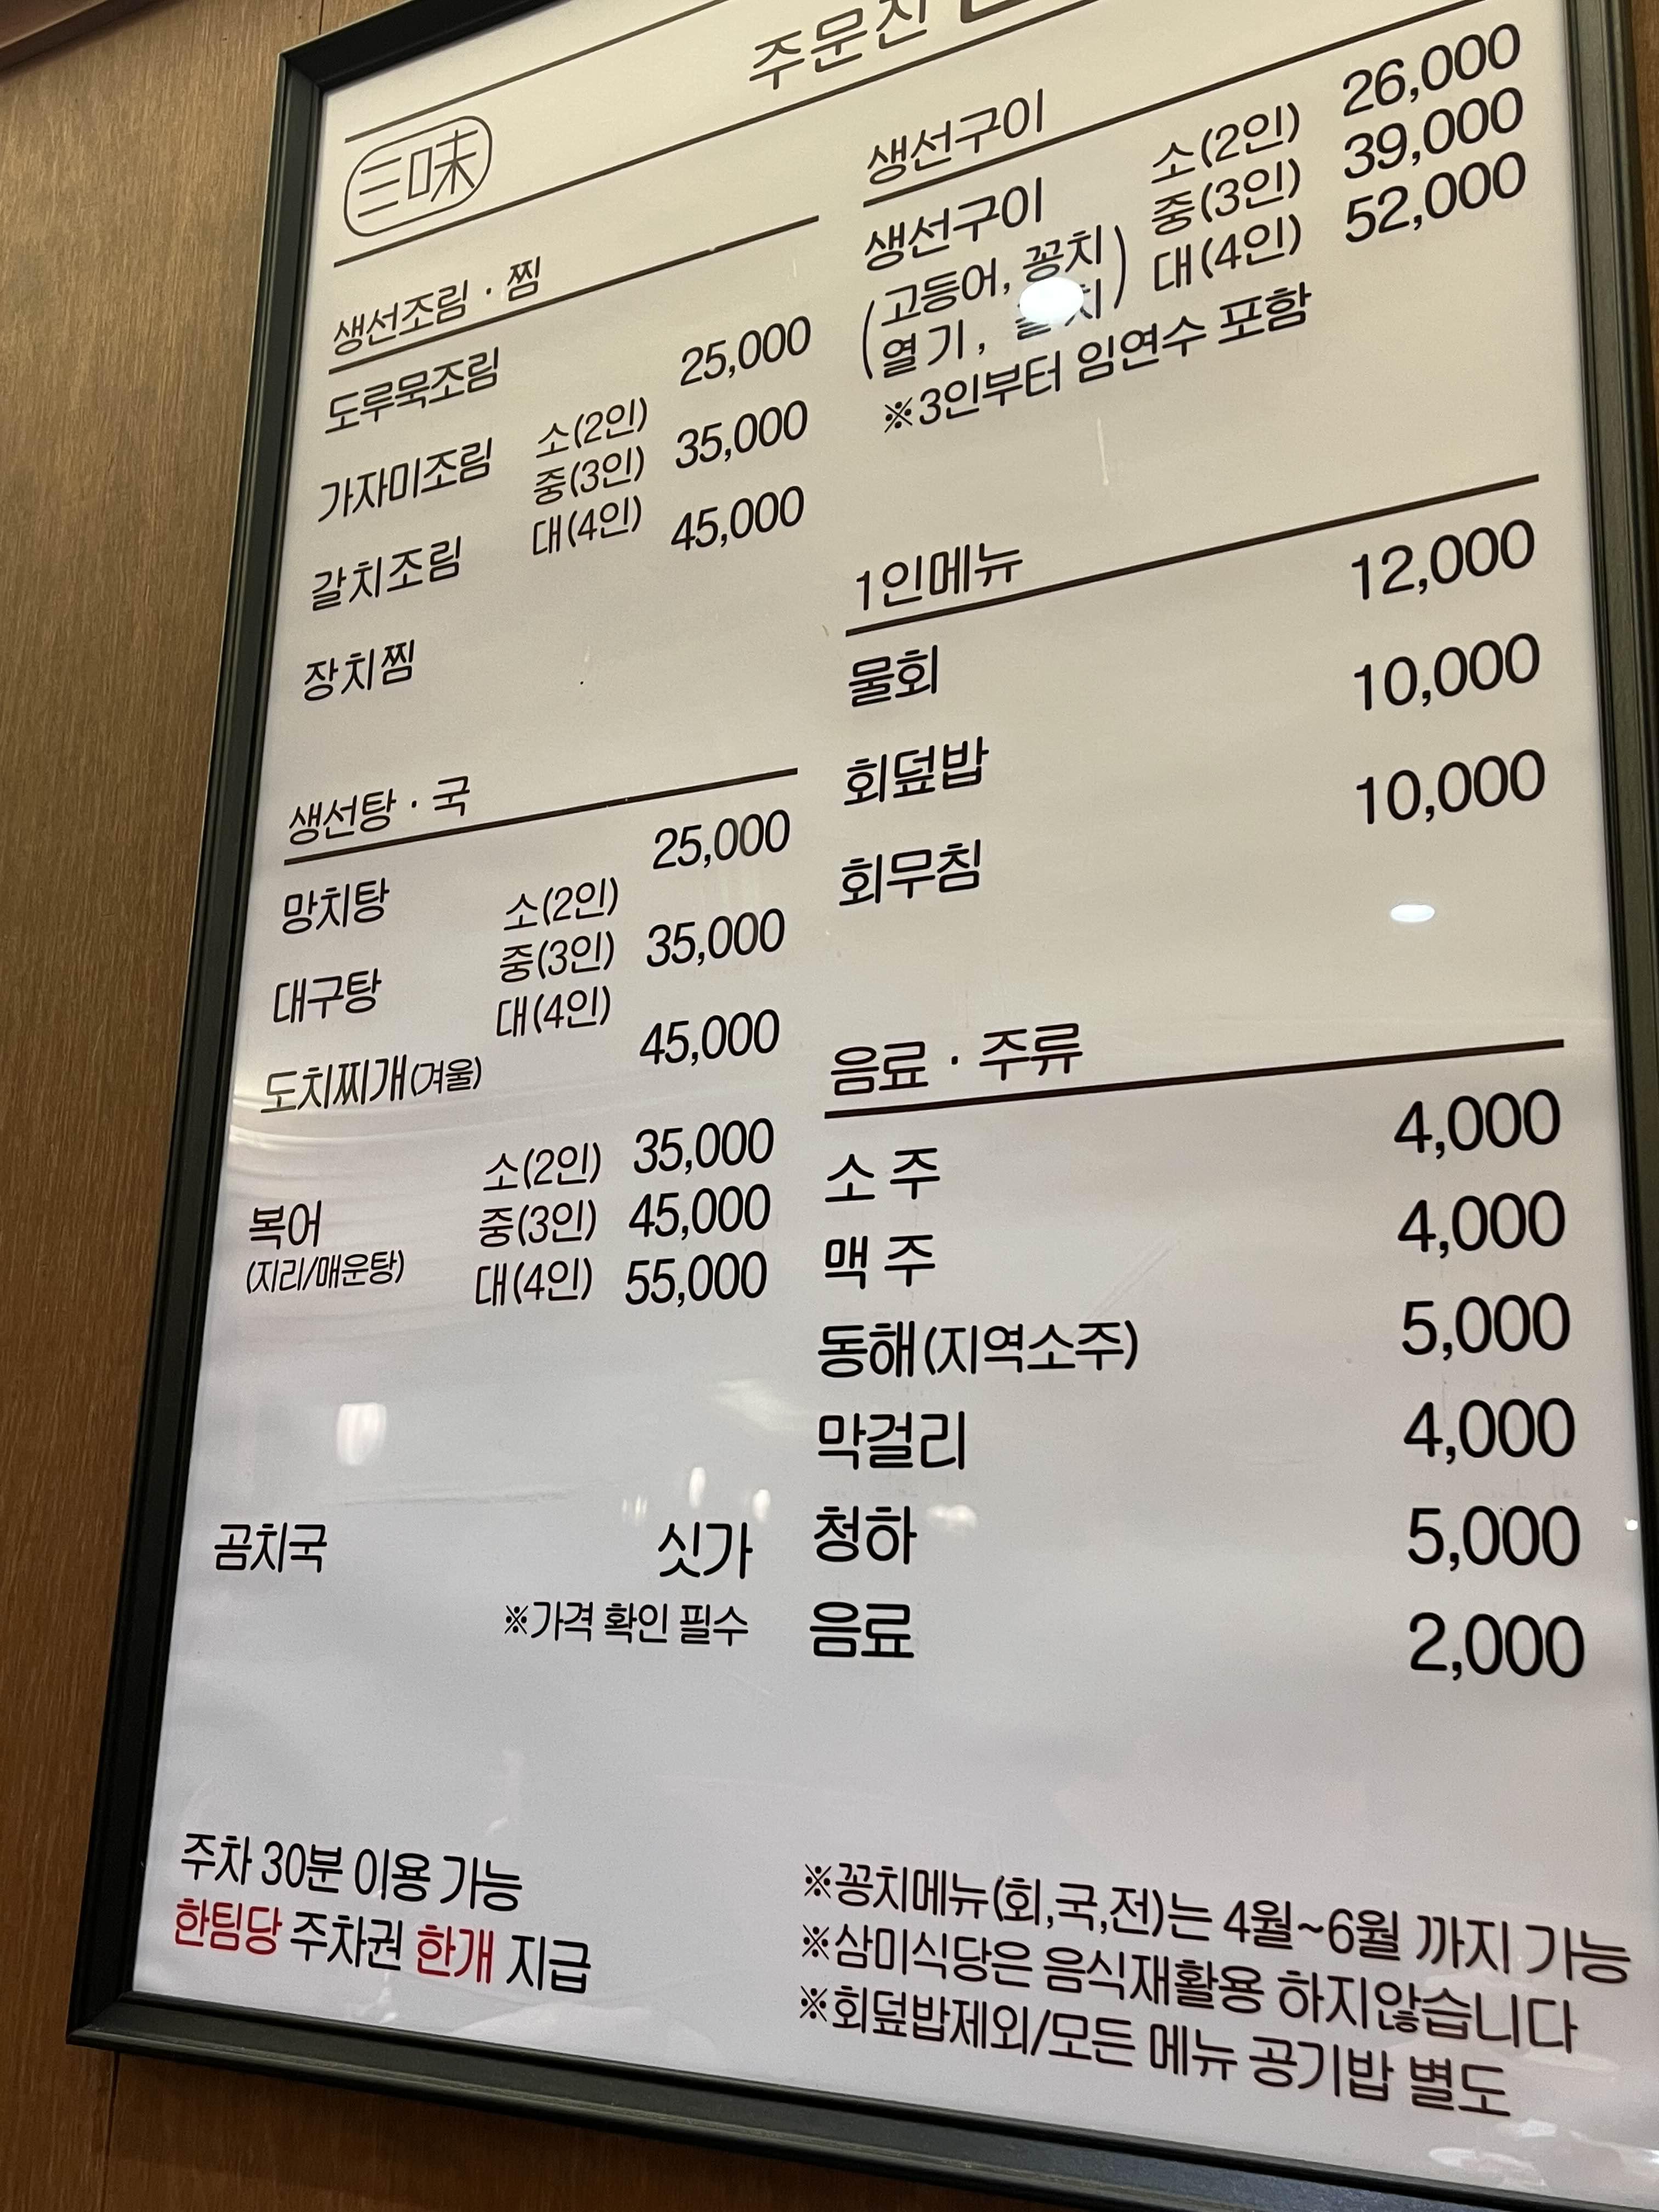 주문진
三味
생선조림 · 찜
도루묵조림
가자미조림
갈치조림
장치찜
소(2인) 25,000
중(3인) 35,000
대(4인) 45,000
생선탕 · 국
망치탕
대구탕
도치찌개(겨울)
소(2인) 25,000
중(3인) 35,000
대(4인) 45,000
복어
(지리/매운탕)
소(2인) 35,000
중(3인) 45,000
대(4인) 55,000
곰치국 싯가
※가격 확인 필수
주차 30분 이용 가능
한팀당 주차권 한개 지급
생선구이
생선구이
(고등어, 꽁치
열기,
소(2인) 26,000
중(3인) 39,000
대(4인) 52,000
※3인부터 임연수 포함
1인메뉴
물회 12,000
회덮밥 10,000
회무침 10,000
음료 · 주류
소 주 4,000
맥 주 4,000
동해(지역소주) 5,000
막걸리 4,000
청하 5,000
음료 2,000
※꽁치메뉴(회,국,전)는 4월~6월 까지 가능
※삼미식당은 음식재활용 하지않습니다
※회덮밥제외/모든 메뉴 공기밥 별도